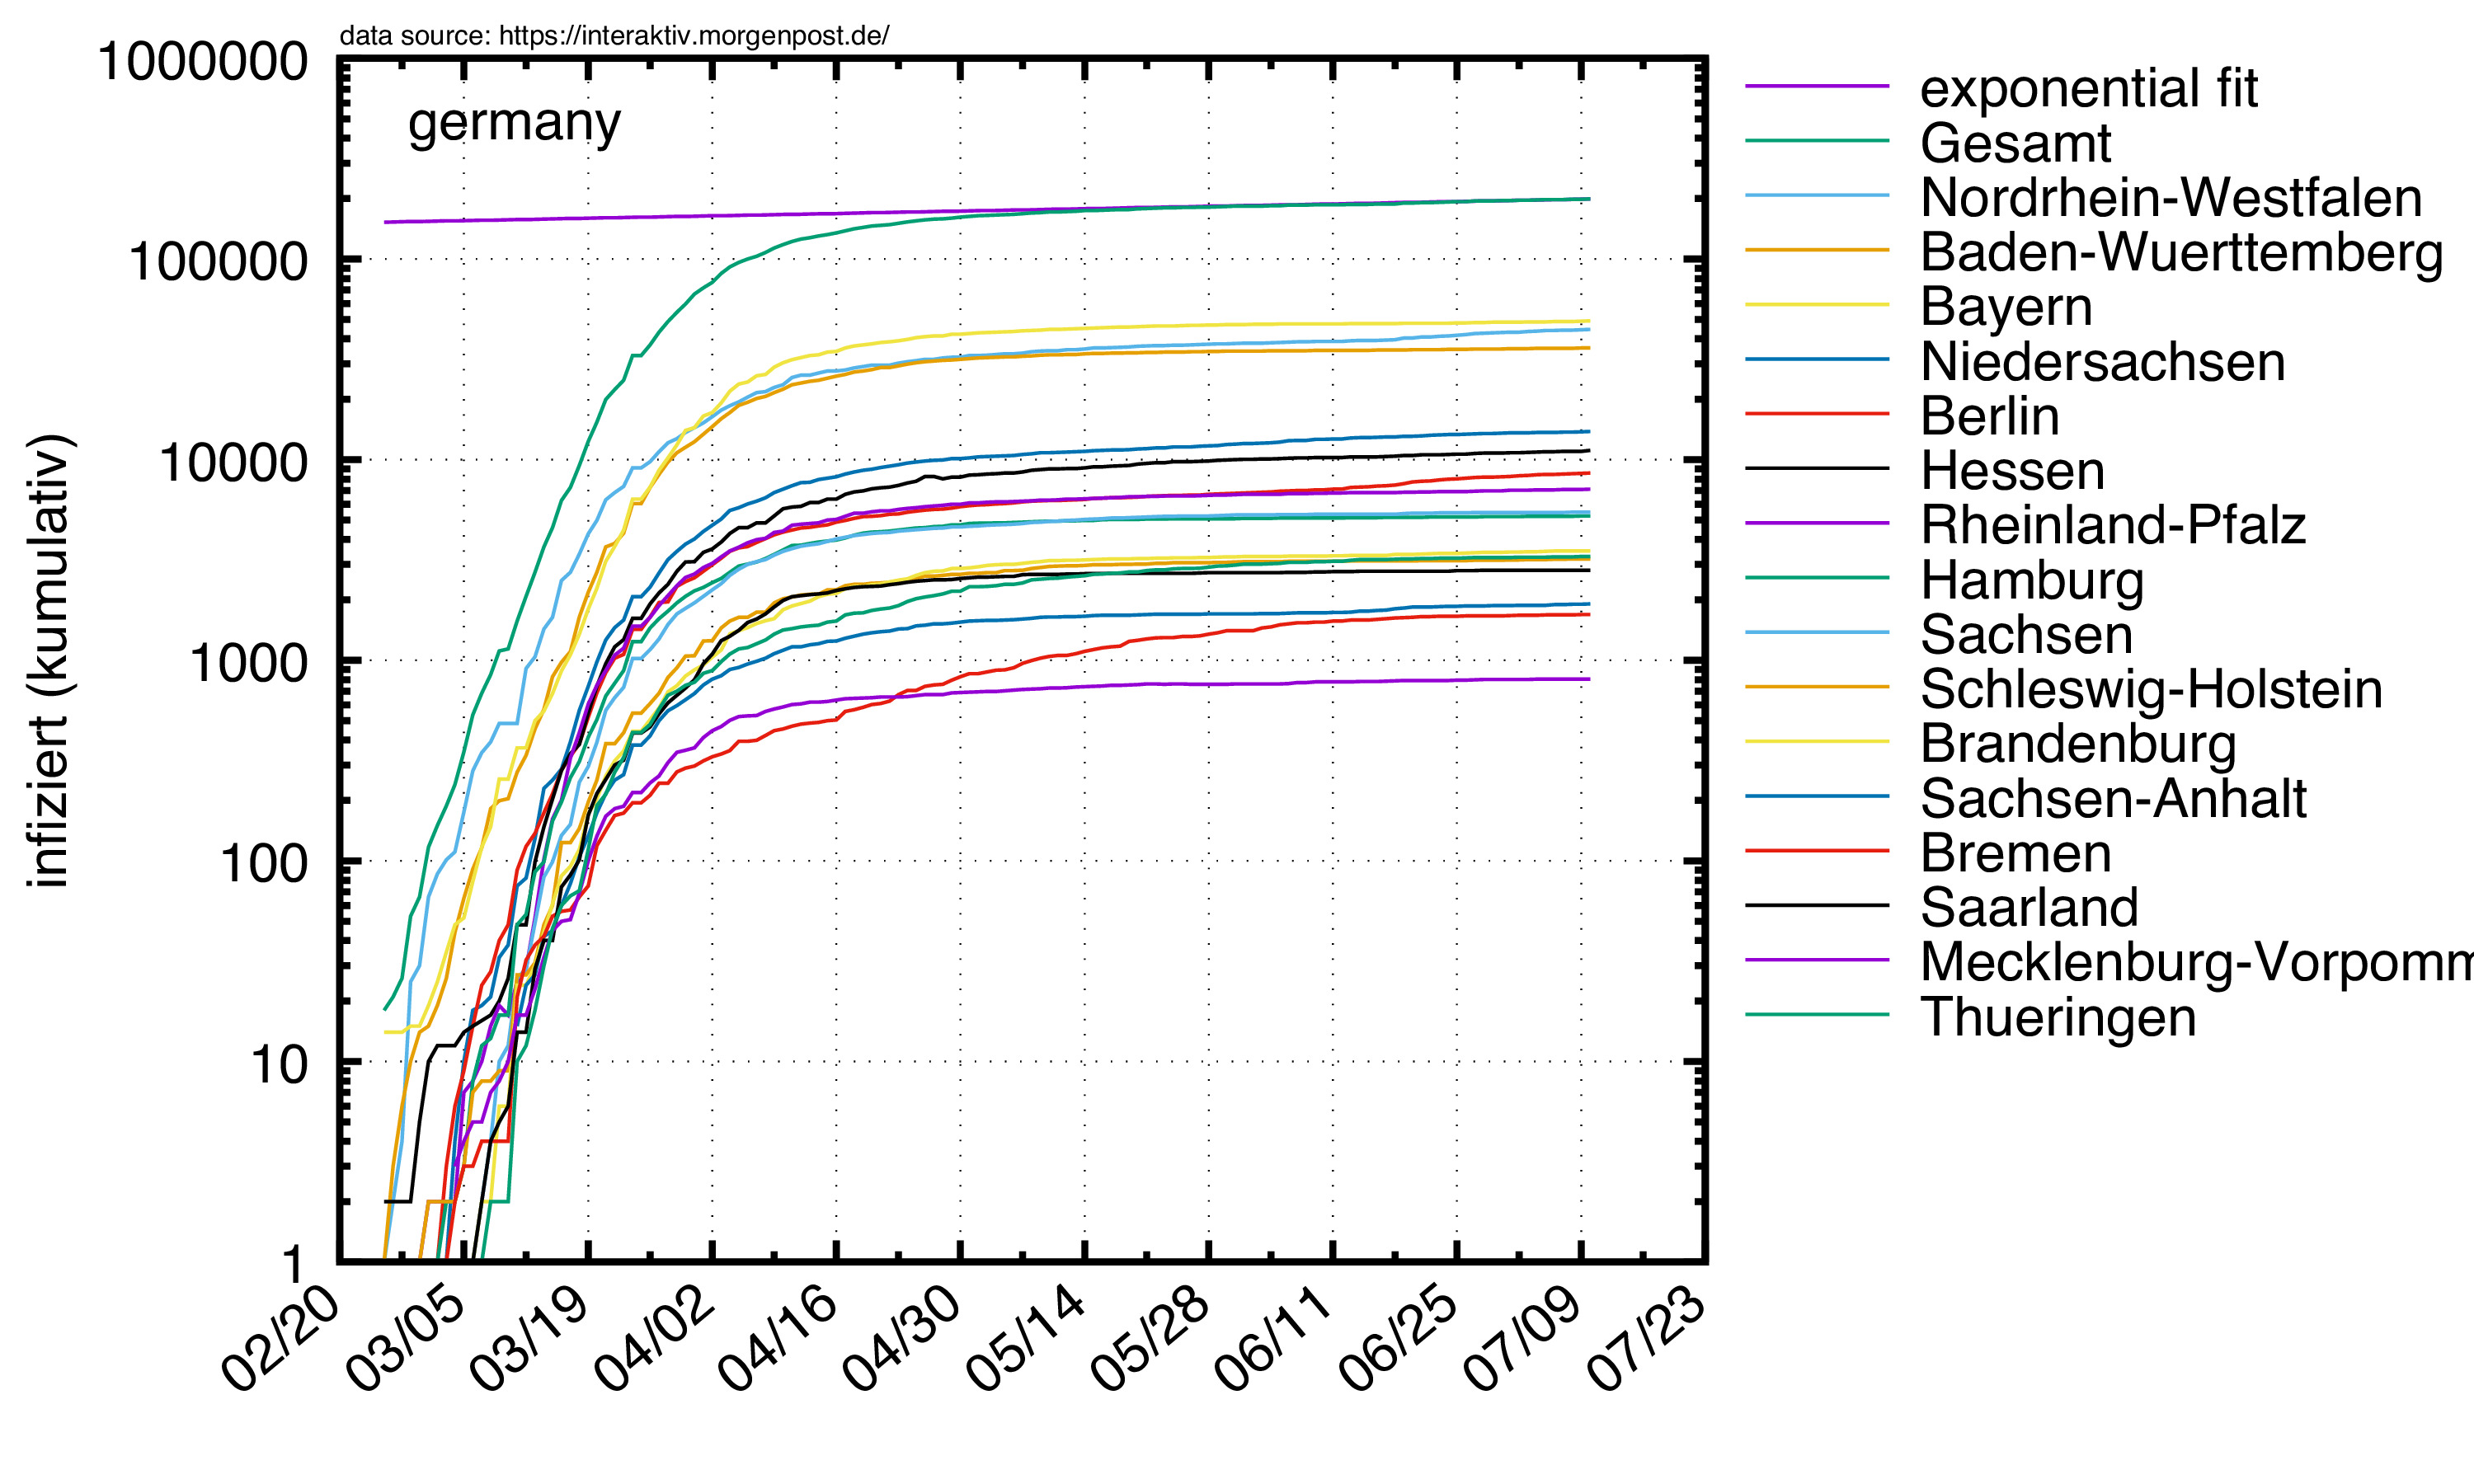 data source: https://interaktiv.morgenpost.de/
1000000
100000
10000
1000
100
10
1
infiziert (kumulativ)
germany
02/20
03/05
03/19
04/02
04/16
04/30
05/14
05/28
06/11
06/25
07/09
07/23
exponential fit
Gesamt
Nordrhein-Westfalen
Baden-Wuerttemberg
Bayern
Niedersachsen
Berlin
Hessen
Rheinland-Pfalz
Hamburg
Sachsen
Schleswig-Holstein
Brandenburg
Sachsen-Anhalt
Bremen
Saarland
Mecklenburg-Vorpomm
Thueringen